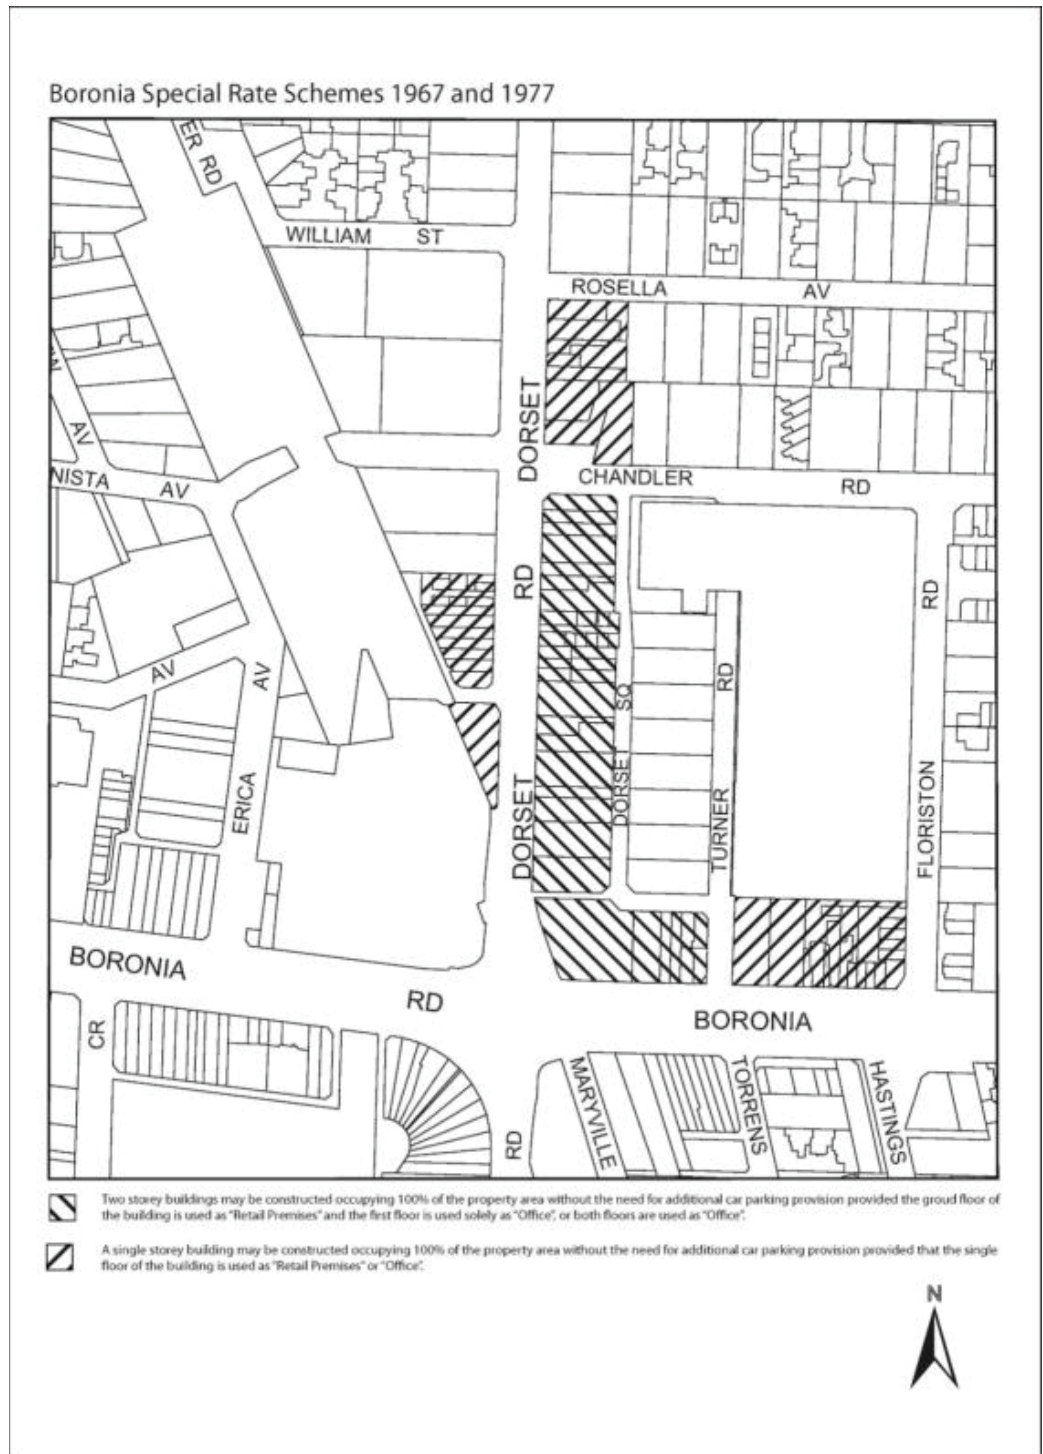 Boronia Special Rate Schemes 1967 and 1977
ER RD
WILLIAM ST
ROSELLA AV
DORSET
AV
CHANDLER RD
NISTA AV
RD
RD
AV
AV
RD
SQ
DORSET
DORSET
ERICA
TURNER
FLORISTON
BORONIA
RD
BORONIA
CR
MARYVILLE
TORRENS
HASTINGS
RD
Two storey buildings may be constructed occupying 100% of the property area without the need for additional car parking provision provided the groud floor of
the building is used as "Retail Premises" and the first floor is used solely as "Office", or both floors are used as "Office".
A single storey building may be constructed occupying 100% of the property area without the need for additional car parking provision provided that the single
floor of the building is used as "Retail Premises" or "Office".
N